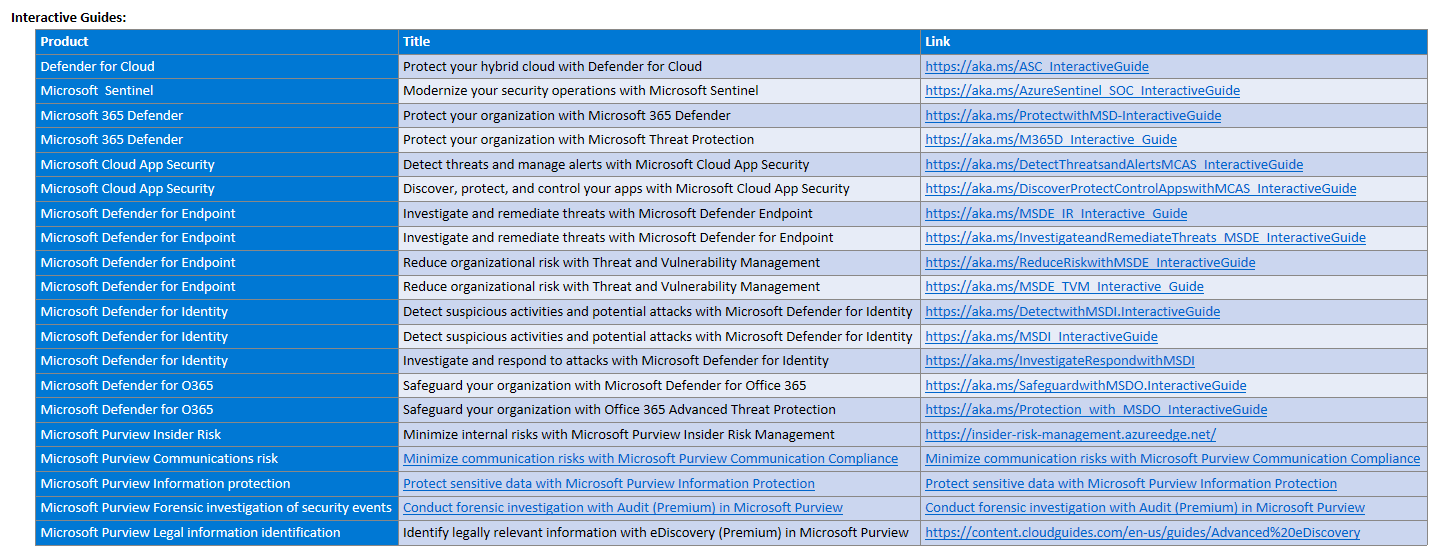 Interactive Guides:
Product Title Link
Defender for Cloud Protect your hybrid cloud with Defender for Cloud https://aka.ms/ASC_InteractiveGuide
Microsoft  Sentinel Modernize your security operations with Microsoft Sentinel https://aka.ms/AzureSentinel_SOC_InteractiveGuide
Microsoft 365 Defender Protect your organization with Microsoft 365 Defender https://aka.ms/ProtectwithMSD-InteractiveGuide
Microsoft 365 Defender Protect your organization with Microsoft Threat Protection https://aka.ms/M365D_Interactive_Guide
Microsoft Cloud App Security Detect threats and manage alerts with Microsoft Cloud App Security https://aka.ms/DetectThreatsandAlertsMCAS_InteractiveGuide
Microsoft Cloud App Security Discover, protect, and control your apps with Microsoft Cloud App Security https://aka.ms/DiscoverProtectControlAppswithMCAS_InteractiveGuide
Microsoft Defender for Endpoint Investigate and remediate threats with Microsoft Defender Endpoint https://aka.ms/MSDE_IR_Interactive_Guide
Microsoft Defender for Endpoint Investigate and remediate threats with Microsoft Defender for Endpoint https://aka.ms/InvestigateandRemediateThreats_MSDE_InteractiveGuide
Microsoft Defender for Endpoint Reduce organizational risk with Threat and Vulnerability Management https://aka.ms/ReduceRiskwithMSDE_InteractiveGuide
Microsoft Defender for Endpoint Reduce organizational risk with Threat and Vulnerability Management https://aka.ms/MSDE_TVM_Interactive_Guide
Microsoft Defender for Identity Detect suspicious activities and potential attacks with Microsoft Defender for Identity https://aka.ms/DetectwithMSDI.InteractiveGuide
Microsoft Defender for Identity Detect suspicious activities and potential attacks with Microsoft Defender for Identity https://aka.ms/MSDI_InteractiveGuide
Microsoft Defender for Identity Investigate and respond to attacks with Microsoft Defender for Identity https://aka.ms/InvestigateRespondwithMSDI
Microsoft Defender for O365 Safeguard your organization with Microsoft Defender for Office 365 https://aka.ms/SafeguardwithMSDO.InteractiveGuide
Microsoft Defender for O365 Safeguard your organization with Office 365 Advanced Threat Protection https://aka.ms/Protection_with_MSDO_InteractiveGuide
Microsoft Purview Insider Risk Minimize internal risks with Microsoft Purview Insider Risk Management https://insider-risk-management.azureedge.net/
Microsoft Purview Communications risk Minimize communication risks with Microsoft Purview Communication Compliance Minimize communication risks with Microsoft Purview Communication Compliance
Microsoft Purview Information protection Protect sensitive data with Microsoft Purview Information Protection Protect sensitive data with Microsoft Purview Information Protection
Microsoft Purview Forensic investigation of security events Conduct forensic investigation with Audit (Premium) in Microsoft Purview Conduct forensic investigation with Audit (Premium) in Microsoft Purview
Microsoft Purview Legal information identification Identify legally relevant information with eDiscovery (Premium) in Microsoft Purview https://content.cloudguides.com/en-us/guides/Advanced%20eDiscovery